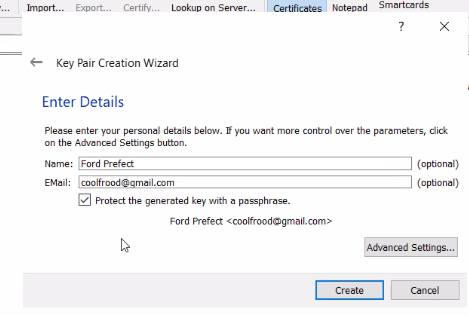 Import... Export... Certify... Lookup on Server... Certificates Notepad Smartcards
?
Key Pair Creation Wizard
Enter Details
Please enter your personal details below. If you want more control over the parameters, click
on the Advanced Settings button.
Name: Ford Prefect (optional)
EMail: coolfrood@gmail.com (optional)
Protect the generated key with a passphrase.
Ford Prefect <coolfrood@gmail.com>
Advanced Settings...
Create Cancel